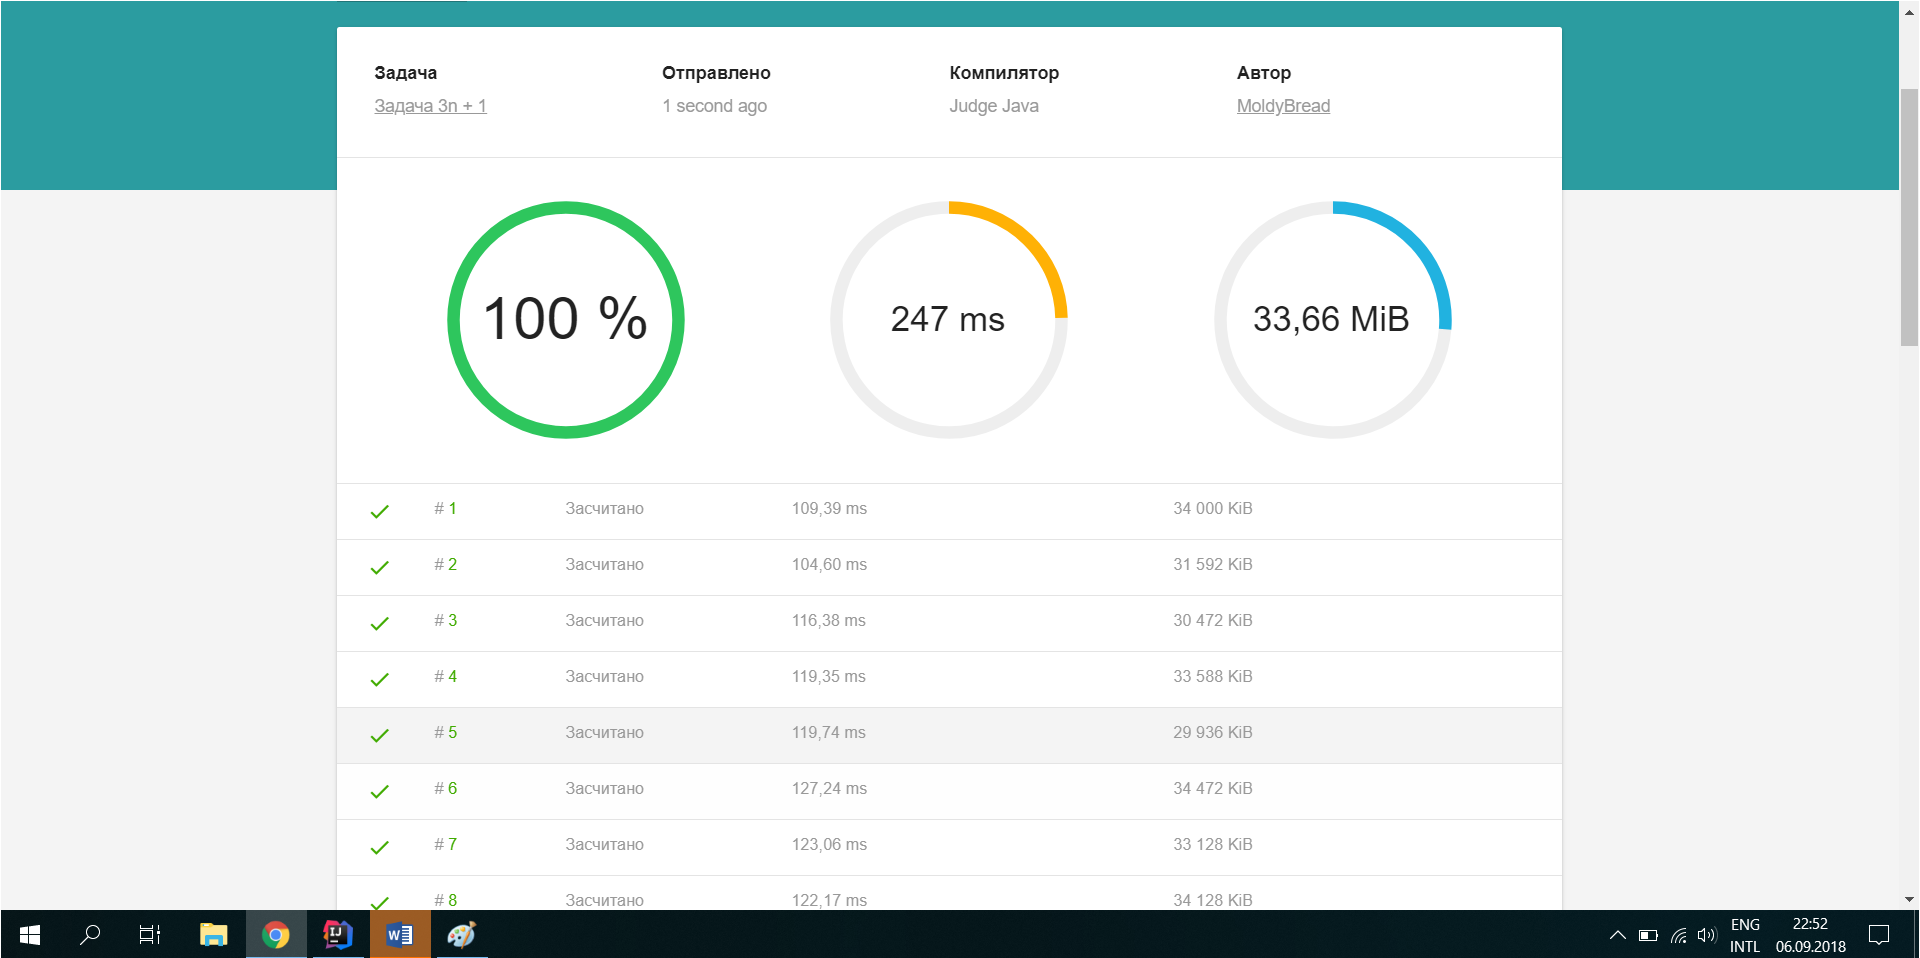 Задача Отправлено Компилятор Автор
Задача 3n + 1 1 second ago Judge Java MoldyBread
100 % 247 ms 33,66 MiB
# 1 Засчитано 109,39 ms 34 000 KiB
# 2 Засчитано 104,60 ms 31 592 KiB
# 3 Засчитано 116,38 ms 30 472 KiB
# 4 Засчитано 119,35 ms 33 588 KiB
# 5 Засчитано 119,74 ms 29 936 KiB
# 6 Засчитано 127,24 ms 34 472 KiB
# 7 Засчитано 123,06 ms 33 128 KiB
# 8 Засчитано 122,17 ms 34 128 KiB
IJ W ENG 22:52
INTL 06.09.2018